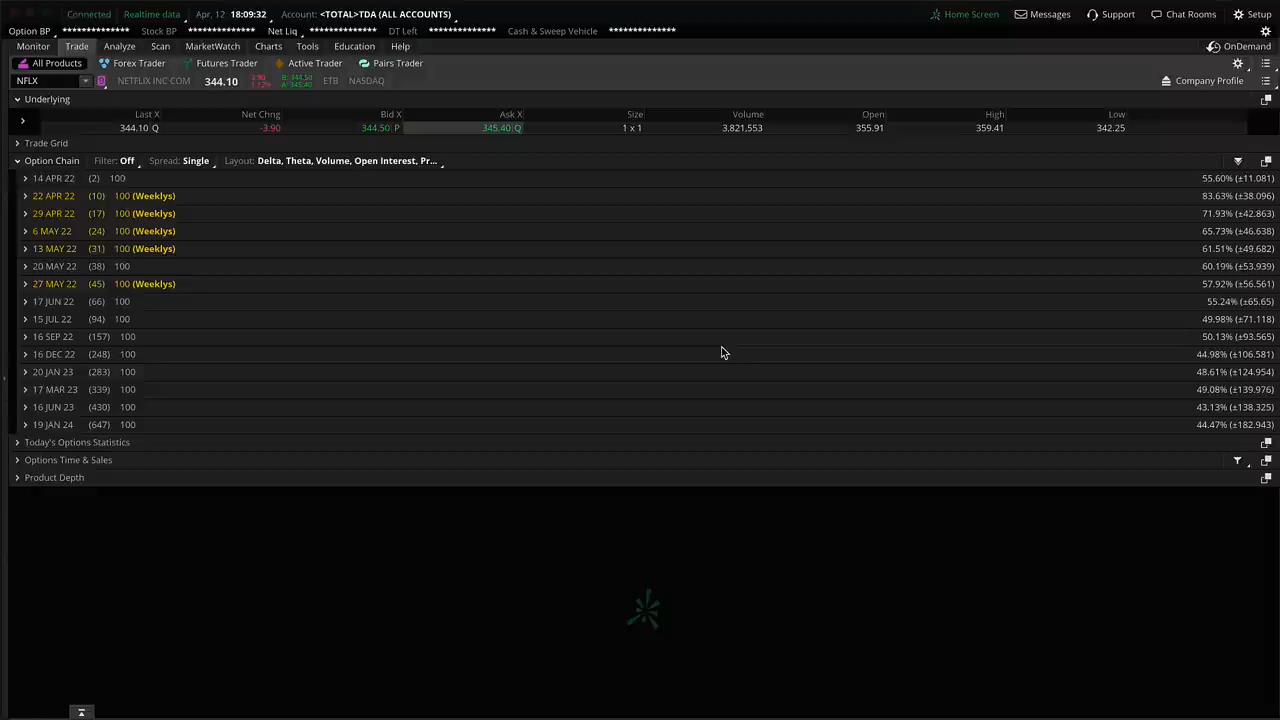 Connected Realtime data Apr, 12 18:09:32 Account: <TOTAL>TDA (ALL ACCOUNTS) Home Screen Messages Support Chat Rooms Setup
Option BP ************** Stock BP ************** Net Liq ************** DT Left ************** Cash & Sweep Vehicle **************
Monitor Trade Analyze Scan MarketWatch Charts Tools Education Help OnDemand
All Products Forex Trader Futures Trader Active Trader Pairs Trader
NFLX NETFLIX INC COM 344.10 -3.90 -1.12% B: 344.50 A: 345.40 ETB NASDAQ Company Profile
Underlying
Last X Net Chng Bid X Ask X Size Volume Open High Low
344.10 Q -3.90 344.50 P 345.40 Q 1 x 1 3,821,553 355.91 359.41 342.25
Trade Grid
Option Chain Filter: Off Spread: Single Layout: Delta, Theta, Volume, Open Interest, Pr...
14 APR 22 (2) 100 55.60% (±11.081)
22 APR 22 (10) 100 (Weeklys) 83.63% (±38.096)
29 APR 22 (17) 100 (Weeklys) 71.93% (±42.863)
6 MAY 22 (24) 100 (Weeklys) 65.73% (±46.638)
13 MAY 22 (31) 100 (Weeklys) 61.51% (±49.682)
20 MAY 22 (38) 100 60.19% (±53.939)
27 MAY 22 (45) 100 (Weeklys) 57.92% (±56.561)
17 JUN 22 (66) 100 55.24% (±65.65)
15 JUL 22 (94) 100 49.98% (±71.118)
16 SEP 22 (157) 100 50.13% (±93.565)
16 DEC 22 (248) 100 44.98% (±106.581)
20 JAN 23 (283) 100 48.61% (±124.954)
17 MAR 23 (339) 100 49.08% (±139.976)
16 JUN 23 (430) 100 43.13% (±138.325)
19 JAN 24 (647) 100 44.47% (±182.943)
Today's Options Statistics
Options Time & Sales
Product Depth